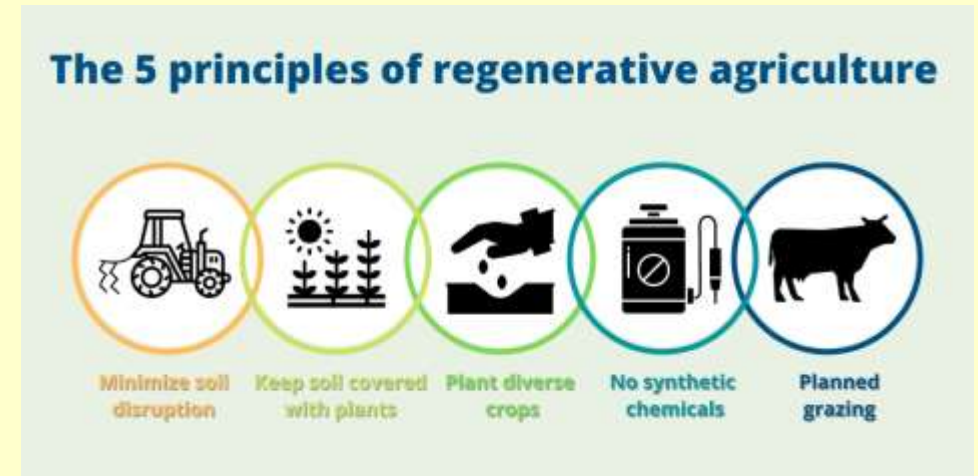 The 5 principles of regenerative agriculture
Minimize soil
disruption
Keep soil covered
with plants
Plant diverse
crops
No synthetic
chemicals
Planned
grazing